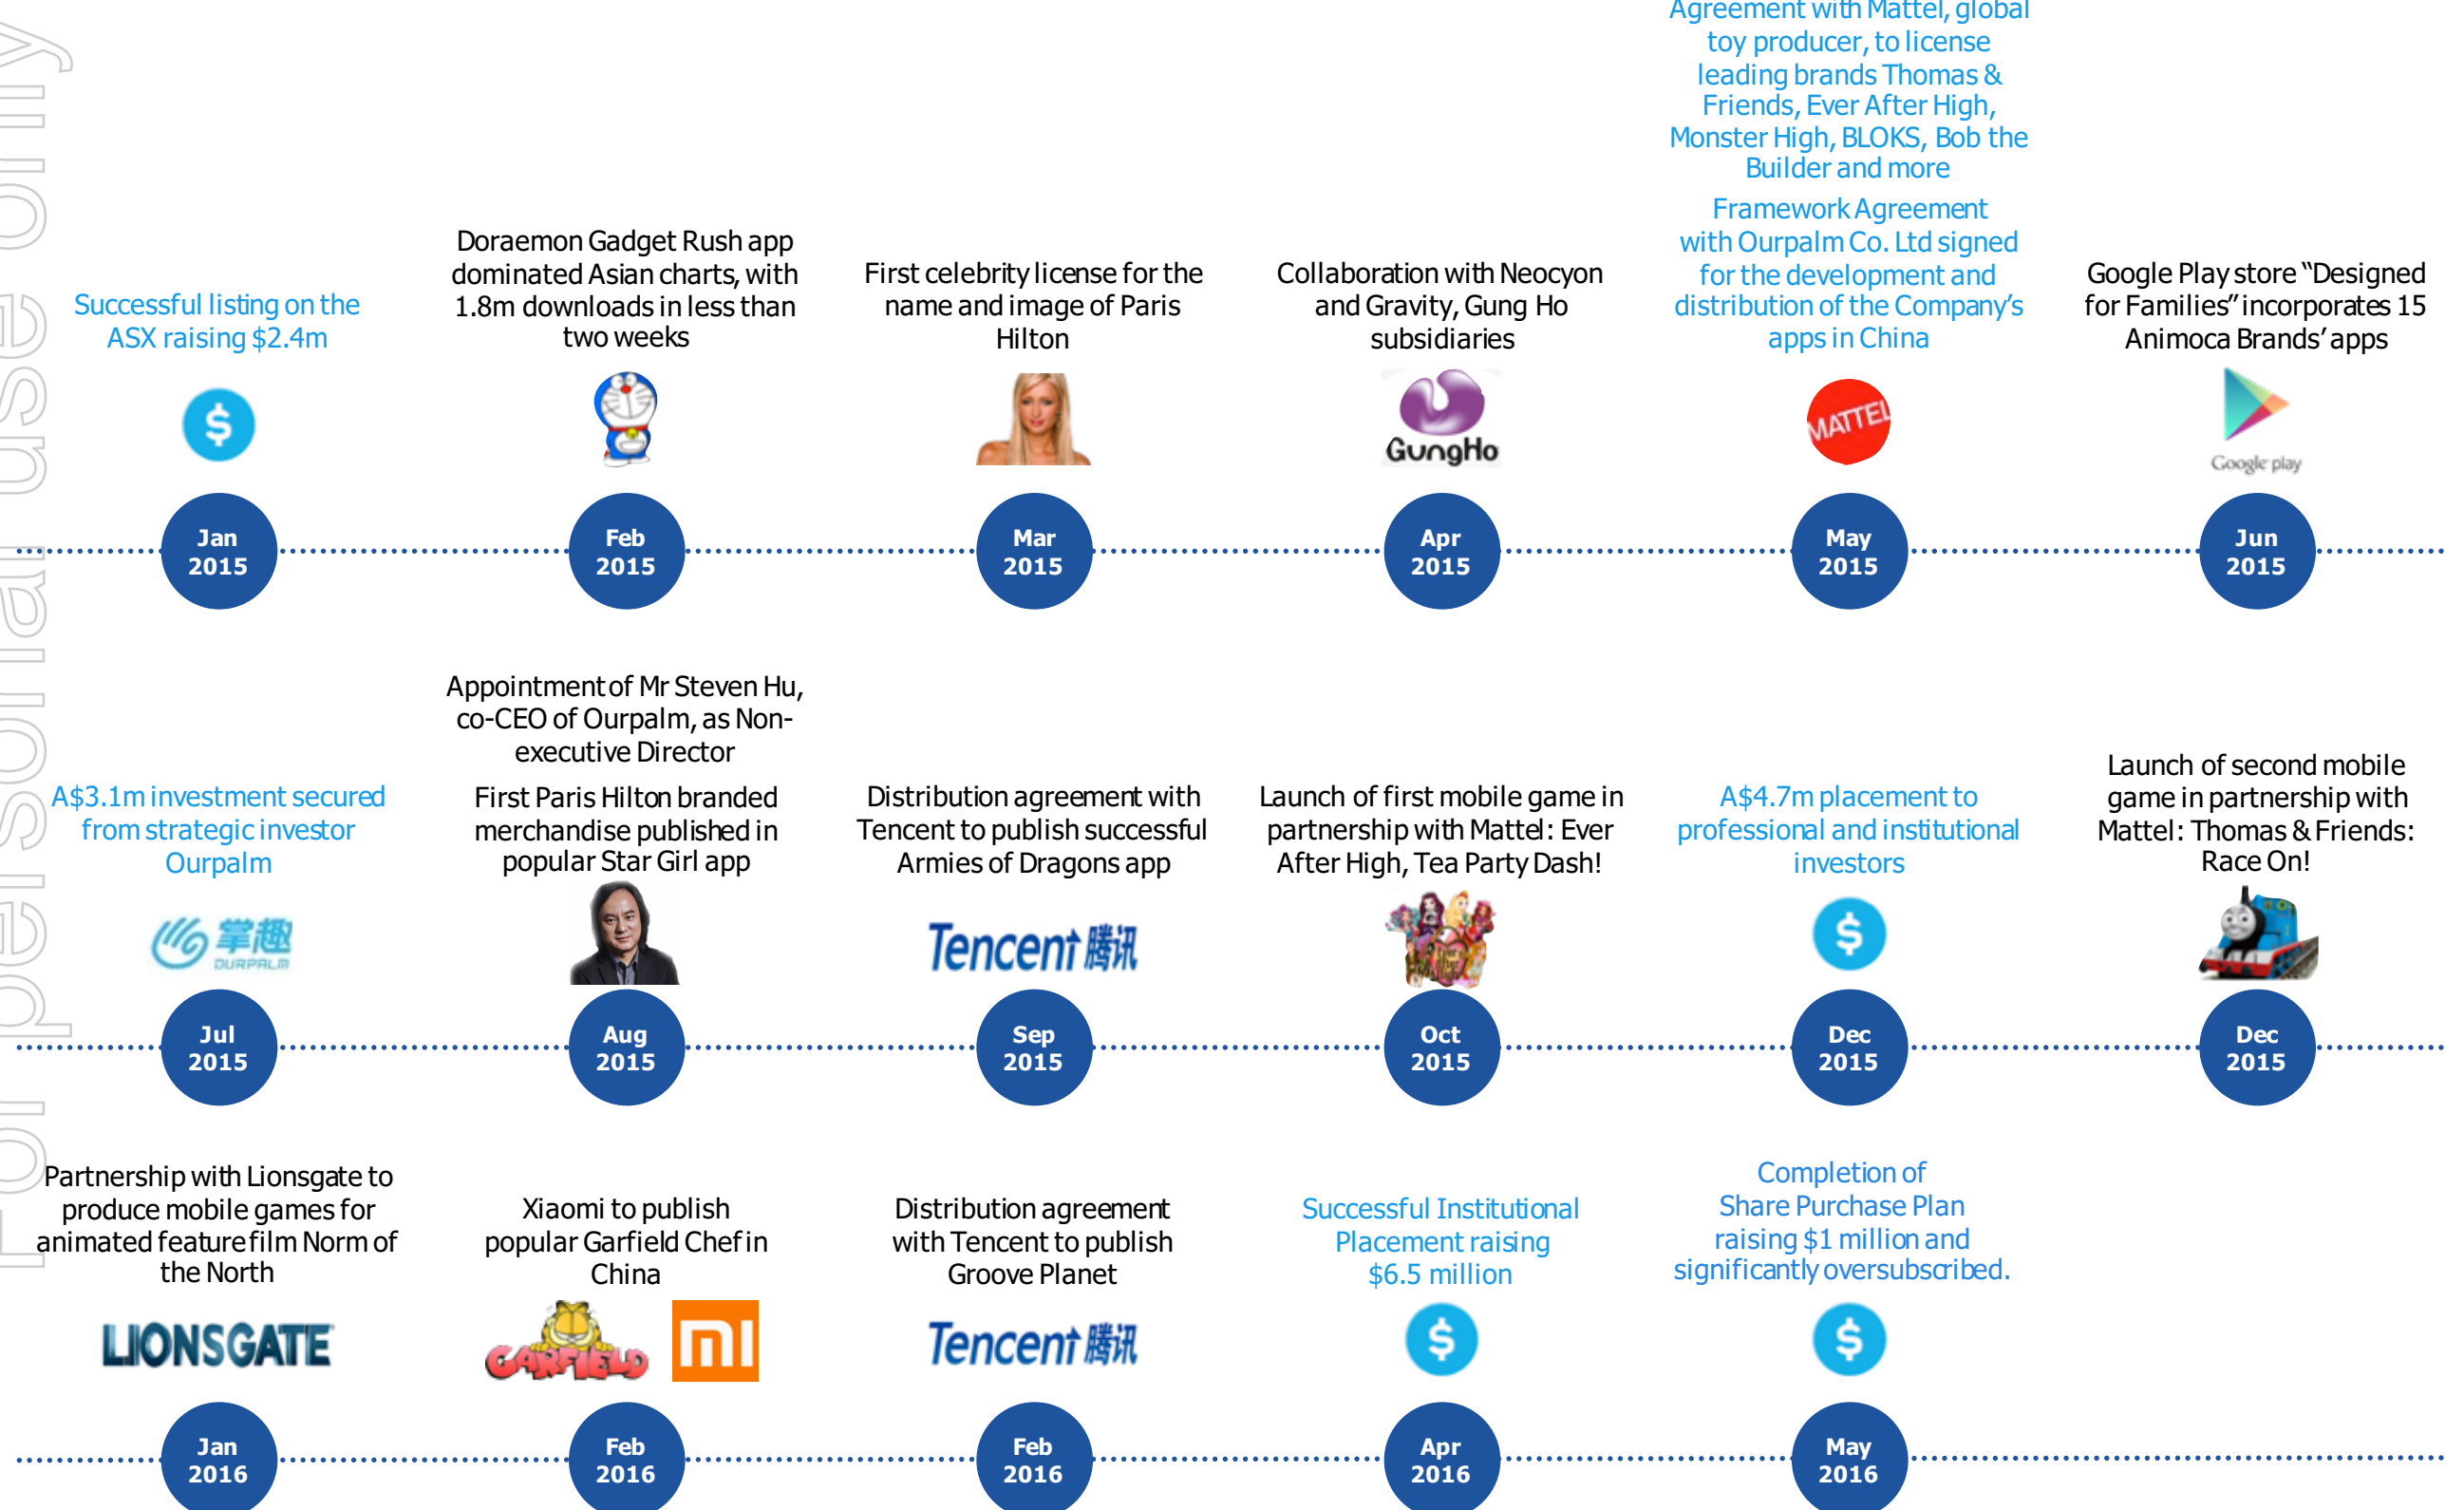 For personal use only
Agreement with Mattel, global
toy producer, to license
leading brands Thomas &
Friends, Ever After High,
Monster High, BLOKS, Bob the
Builder and more
Successful listing on the
ASX raising $2.4m
Doraemon Gadget Rush app
dominated Asian charts, with
1.8m downloads in less than
two weeks
First celebrity license for the
name and image of Paris
Hilton
Collaboration with Neocyon
and Gravity, Gung Ho
subsidiaries
Framework Agreement
with Ourpalm Co. Ltd signed
for the development and
distribution of the Company’s
apps in China
Google Play store “Designed
for Families” incorporates 15
Animoca Brands’ apps
$
GungHo
MATTEL
Google play
Jan
2015
Feb
2015
Mar
2015
Apr
2015
May
2015
Jun
2015
A$3.1m investment secured
from strategic investor
Ourpalm
Appointment of Mr Steven Hu,
co-CEO of Ourpalm, as Non-
executive Director
First Paris Hilton branded
merchandise published in
popular Star Girl app
Distribution agreement with
Tencent to publish successful
Armies of Dragons app
Launch of first mobile game in
partnership with Mattel: Ever
After High, Tea Party Dash!
A$4.7m placement to
professional and institutional
investors
Launch of second mobile
game in partnership with
Mattel: Thomas & Friends:
Race On!
掌趣
OURPALM
Tencent 腾讯
Ever After High
$
Jul
2015
Aug
2015
Sep
2015
Oct
2015
Dec
2015
Dec
2015
Partnership with Lionsgate to
produce mobile games for
animated feature film Norm of
the North
Xiaomi to publish
popular Garfield Chef in
China
Distribution agreement
with Tencent to publish
Groove Planet
Successful Institutional
Placement raising
$6.5 million
Completion of
Share Purchase Plan
raising $1 million and
significantly oversubscribed.
LIONSGATE
GARFIELD
mi
Tencent 腾讯
$
$
Jan
2016
Feb
2016
Feb
2016
Apr
2016
May
2016